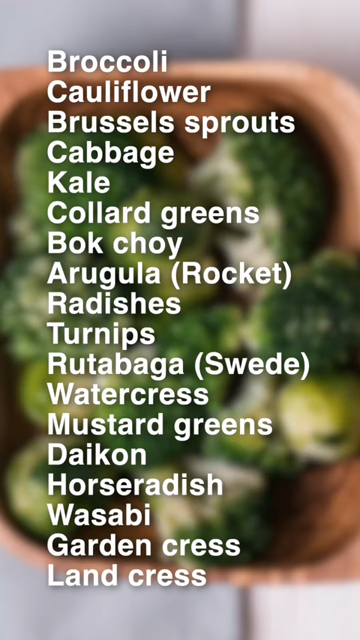 Broccoli
Cauliflower
Brussels sprouts
Cabbage
Kale
Collard greens
Bok choy
Arugula (Rocket)
Radishes
Turnips
Rutabaga (Swede)
Watercress
Mustard greens
Daikon
Horseradish
Wasabi
Garden cress
Land cress